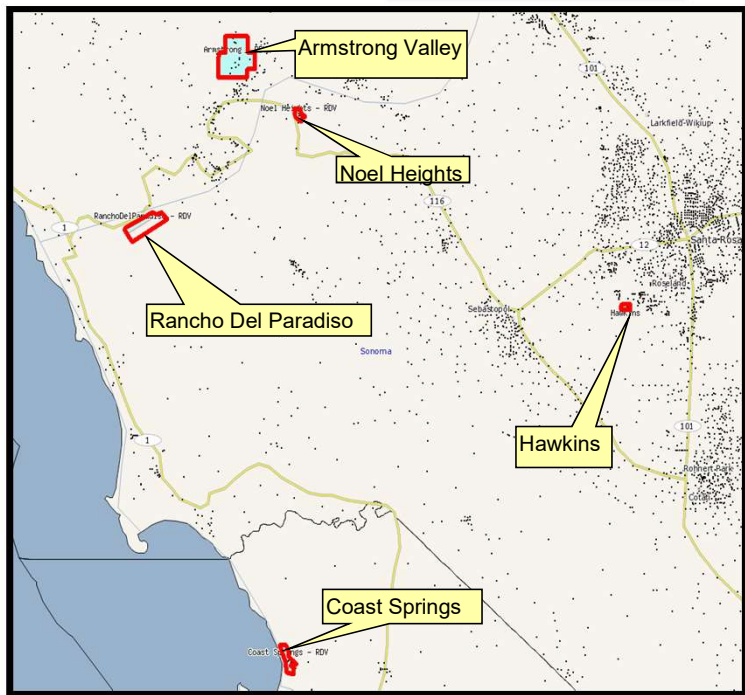 Armstrong Valley
101
Noel Heights - RDV
Larkfield-Wikiup
Noel Heights
116
RanchoDelParadiso - RDV
1
12
Santa Rosa
Roseland
Rancho Del Paradiso
Sebastopol
Hawkins
Sonoma
Hawkins
101
1
Rohnert Park
Cotati
Coast Springs
Coast Springs - RDV